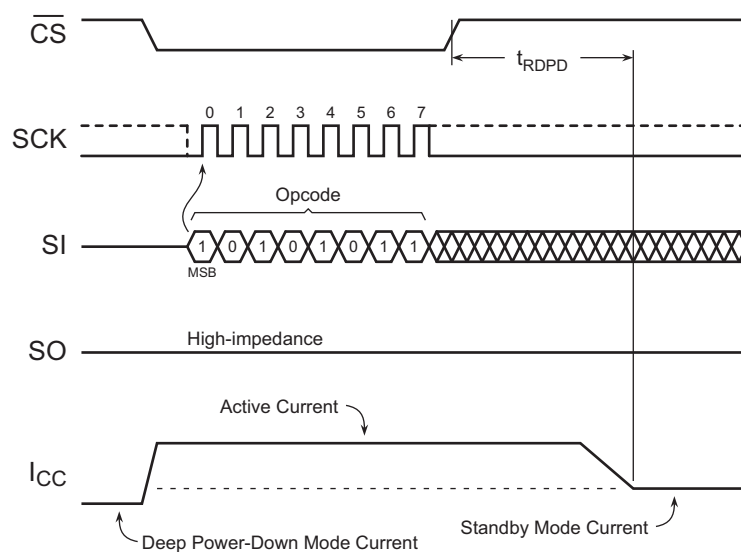 CS
tRDPD
0 1 2 3 4 5 6 7
SCK
Opcode
SI
1 0 1 0 1 0 1 1
MSB
High-impedance
SO
Active Current
ICC
Deep Power-Down Mode Current
Standby Mode Current